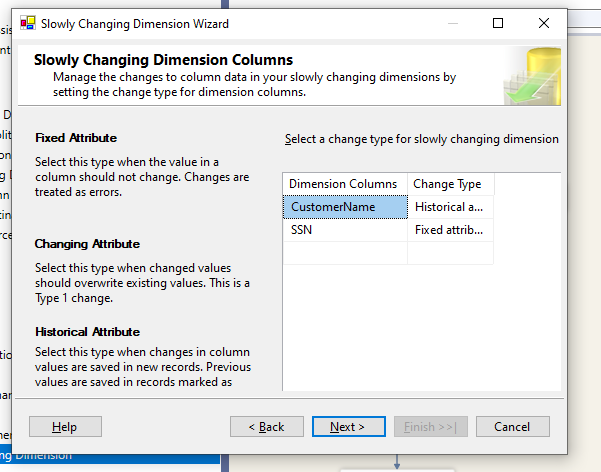 Slowly Changing Dimension Wizard
Slowly Changing Dimension Columns
Manage the changes to column data in your slowly changing dimensions by
setting the change type for dimension columns.
Fixed Attribute
Select this type when the value in a
column should not change. Changes are
treated as errors.
Changing Attribute
Select this type when changed values
should overwrite existing values. This is a
Type 1 change.
Historical Attribute
Select this type when changes in column
values are saved in new records. Previous
values are saved in records marked as
Select a change type for slowly changing dimension
Dimension Columns Change Type
CustomerName Historical a...
SSN Fixed attrib...
Help < Back Next > Finish >>| Cancel
ng Dimension